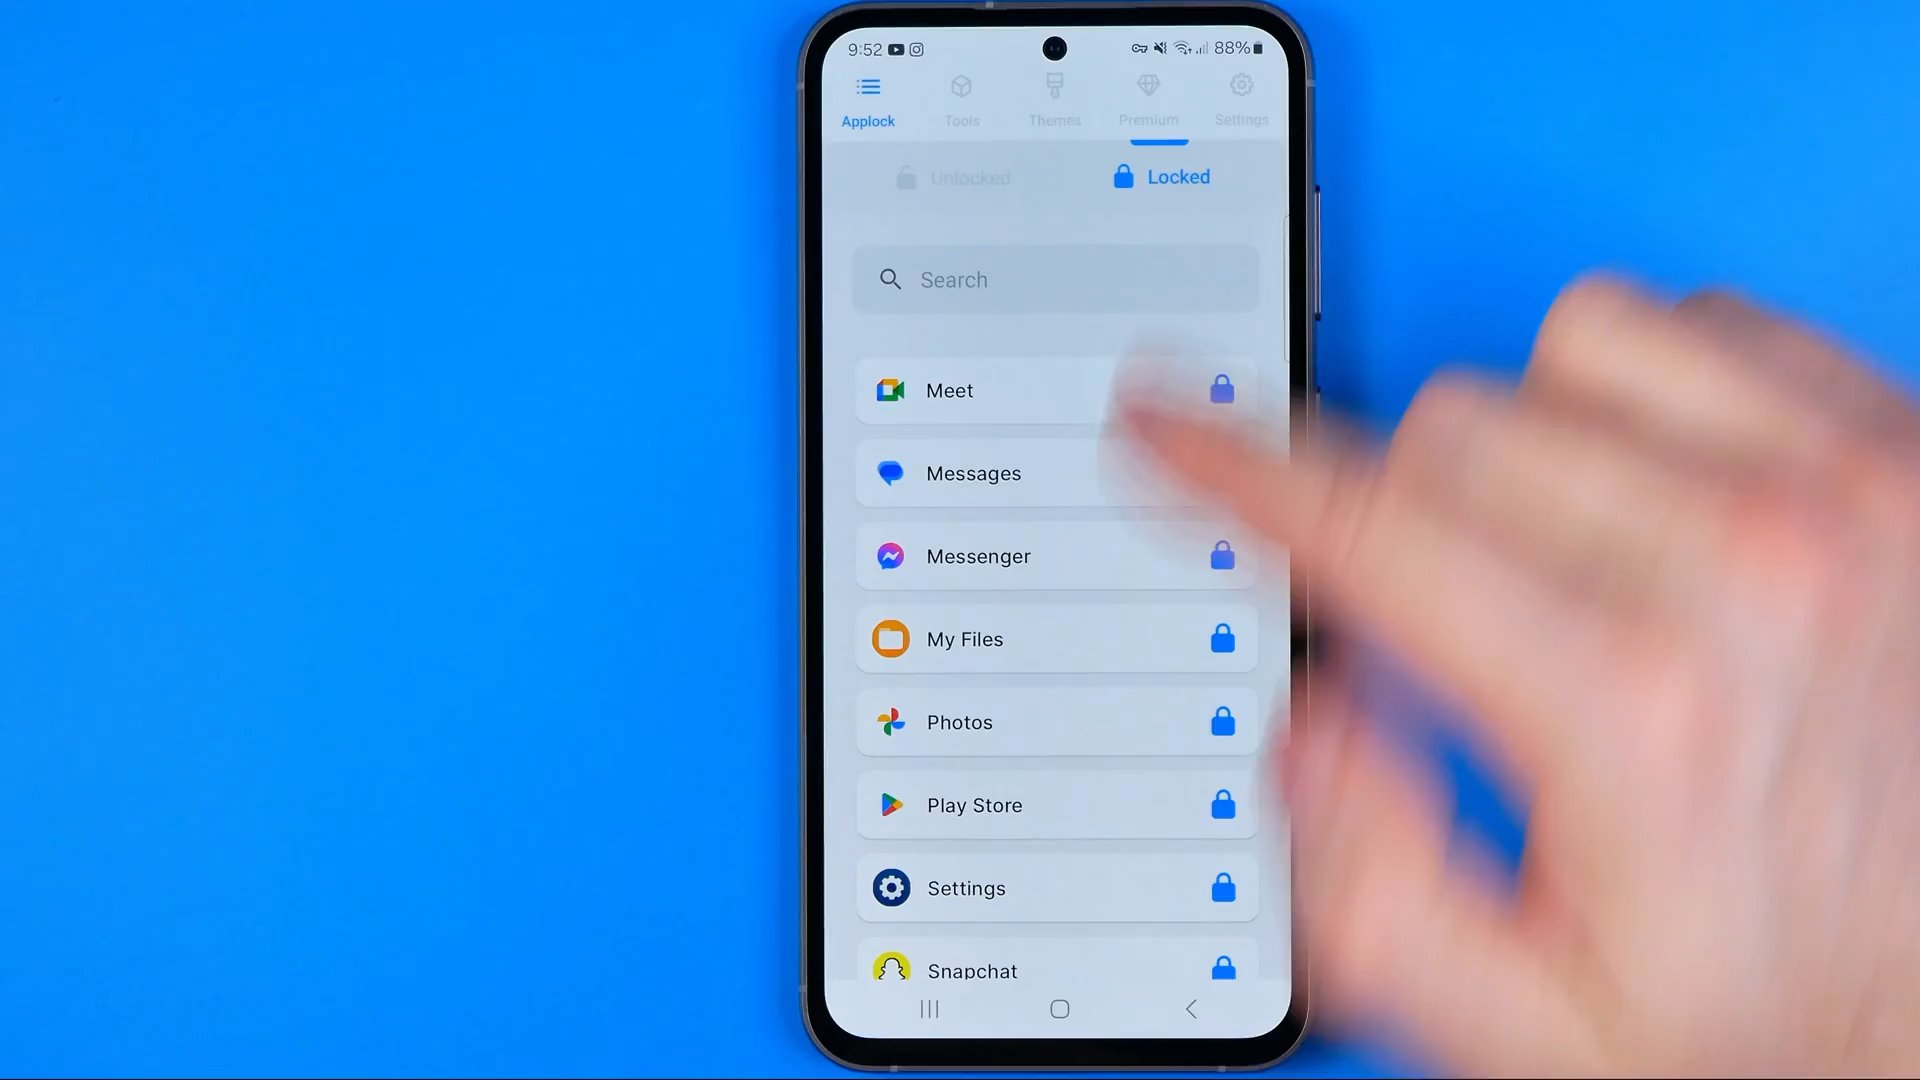 9:52 88%
Applock Tools Themes Premium Settings
Unlocked Locked
Search
Meet
Messages
Messenger
My Files
Photos
Play Store
Settings
Snapchat